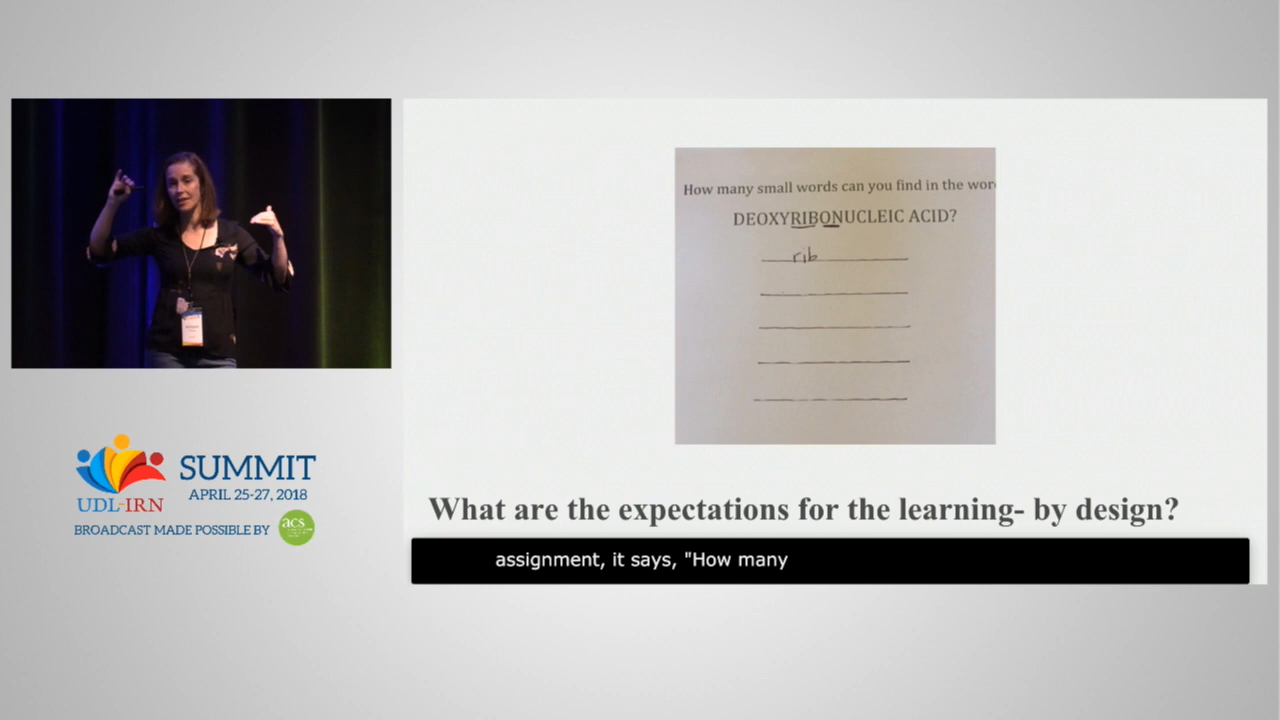 How many small words can you find in the
DEOXYRIBONUCLEIC ACID?
rib
What are the expectations for the learning- by design?
assignment, it says, "How many
SUMMIT
APRIL 25-27, 2018
UDL-IRN
BROADCAST MADE POSSIBLE BY
acs